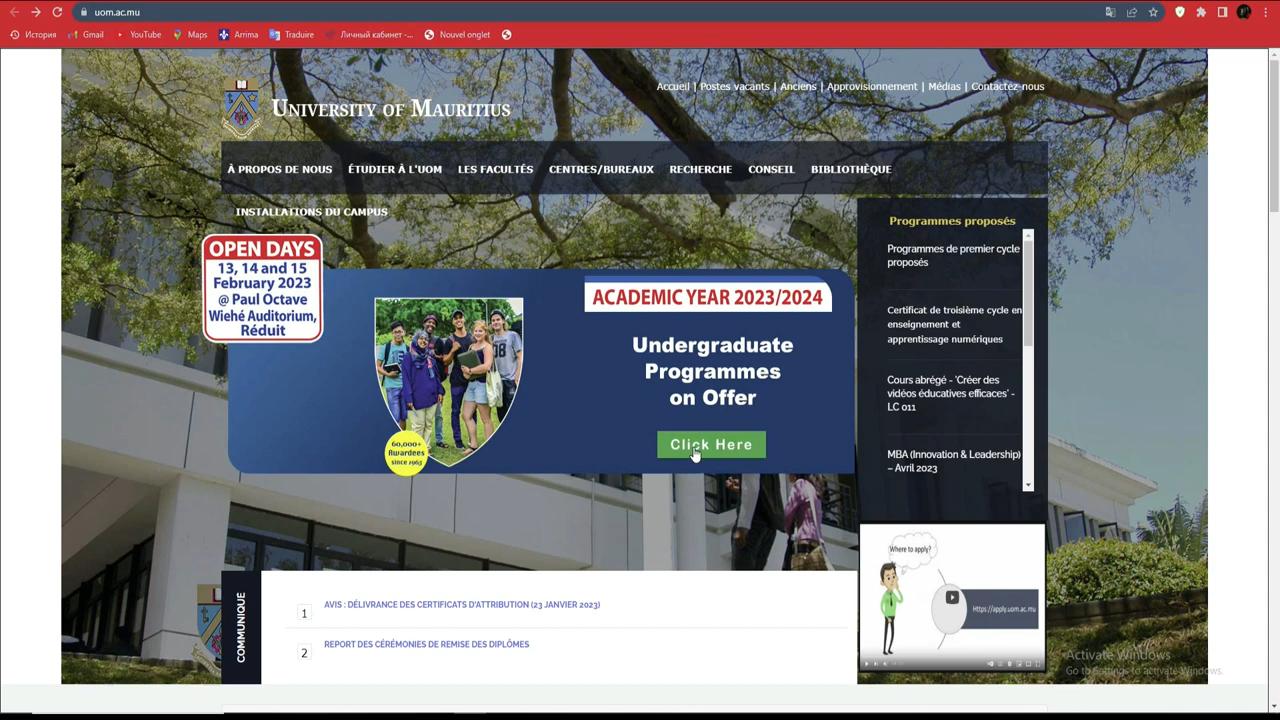 uom.ac.mu
История Gmail YouTube Maps Arrima Traduire Личный кабинет -... Nouvel onglet
Accueil | Postes vacants | Anciens | Approvisionnement | Médias | Contactez-nous
UNIVERSITY OF MAURITIUS
À PROPOS DE NOUS ÉTUDIER À L'UOM LES FACULTÉS CENTRES/BUREAUX RECHERCHE CONSEIL BIBLIOTHÈQUE
INSTALLATIONS DU CAMPUS
OPEN DAYS
13, 14 and 15
February 2023
@ Paul Octave
Wiehé Auditorium,
Réduit
ACADEMIC YEAR 2023/2024
Undergraduate
Programmes
on Offer
Click Here
60,000+
Awardees
since 1965
Programmes proposés
Programmes de premier cycle
proposés
Certificat de troisième cycle en
enseignement et
apprentissage numériques
Cours abrégé - 'Créer des
vidéos éducatives efficaces' -
LC 011
MBA (Innovation & Leadership)
– Avril 2023
Where to apply?
Https://apply.uom.ac.mu
COMMUNIQUE
1 AVIS : DÉLIVRANCE DES CERTIFICATS D'ATTRIBUTION (23 JANVIER 2023)
2 REPORT DES CÉRÉMONIES DE REMISE DES DIPLÔMES
Activate Windows
Go to Settings to activate Windows.